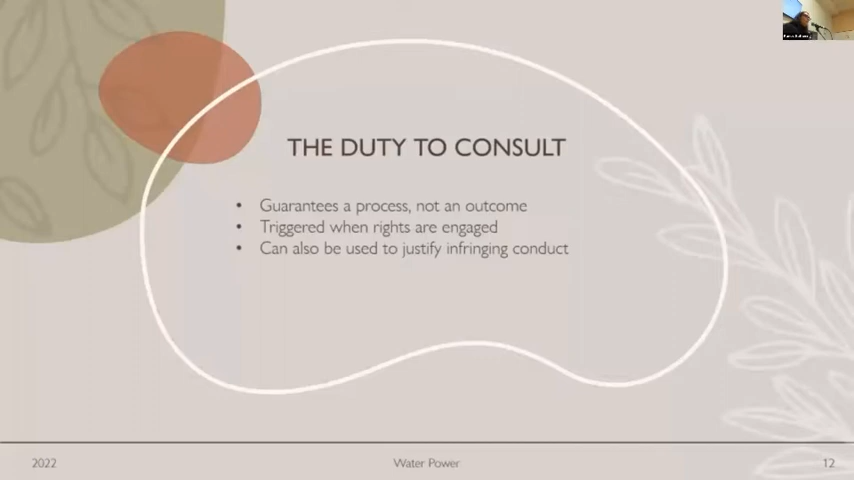 THE DUTY TO CONSULT
• Guarantees a process, not an outcome
• Triggered when rights are engaged
• Can also be used to justify infringing conduct
2022
Water Power
12